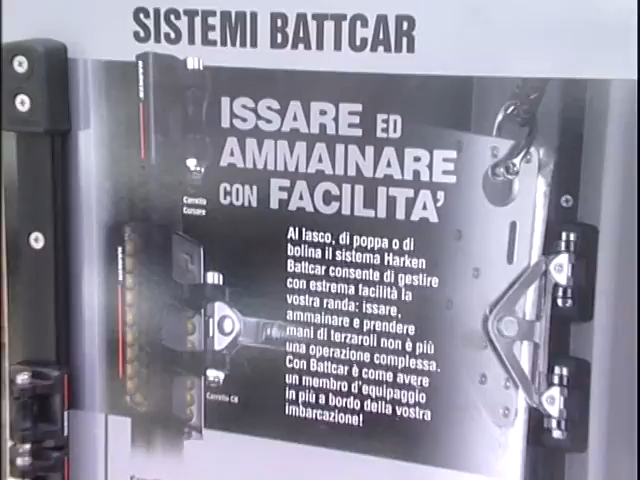 SISTEMI BATTCAR
HARKEN
ISSARE ED
AMMAINARE
CON FACILITA'
Carrello
Cursore
Al lasco, di poppa o di
bolina il sistema Harken
Battcar consente di gestire
con estrema facilità la
vostra randa: issare,
ammainare e prendere
mani di terzaroli non è più
una operazione complessa.
Con Battcar è come avere
un membro d'equipaggio
in più a bordo della vostra
imbarcazione!
HARKEN
Carrello CB